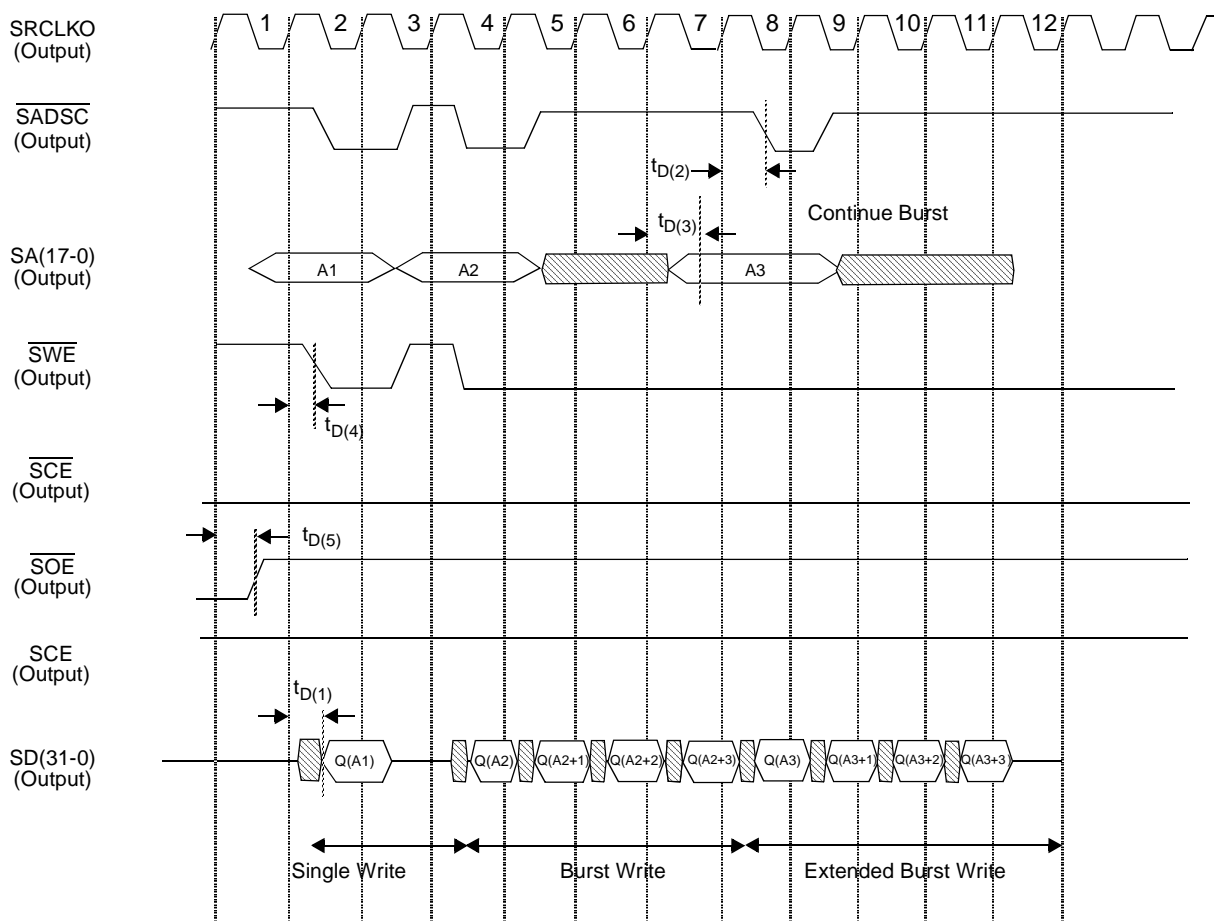 SRCLKO
(Output)
1 2 3 4 5 6 7 8 9 10 11 12
SADSC
(Output)
tD(2)
Continue Burst
tD(3)
SA(17-0)
(Output)
A1 A2 A3
SWE
(Output)
tD(4)
SCE
(Output)
tD(5)
SOE
(Output)
SCE
(Output)
tD(1)
SD(31-0)
(Output)
Q(A1) Q(A2) Q(A2+1) Q(A2+2) Q(A2+3) Q(A3) Q(A3+1) Q(A3+2) Q(A3+3
Single Write Burst Write Extended Burst Write